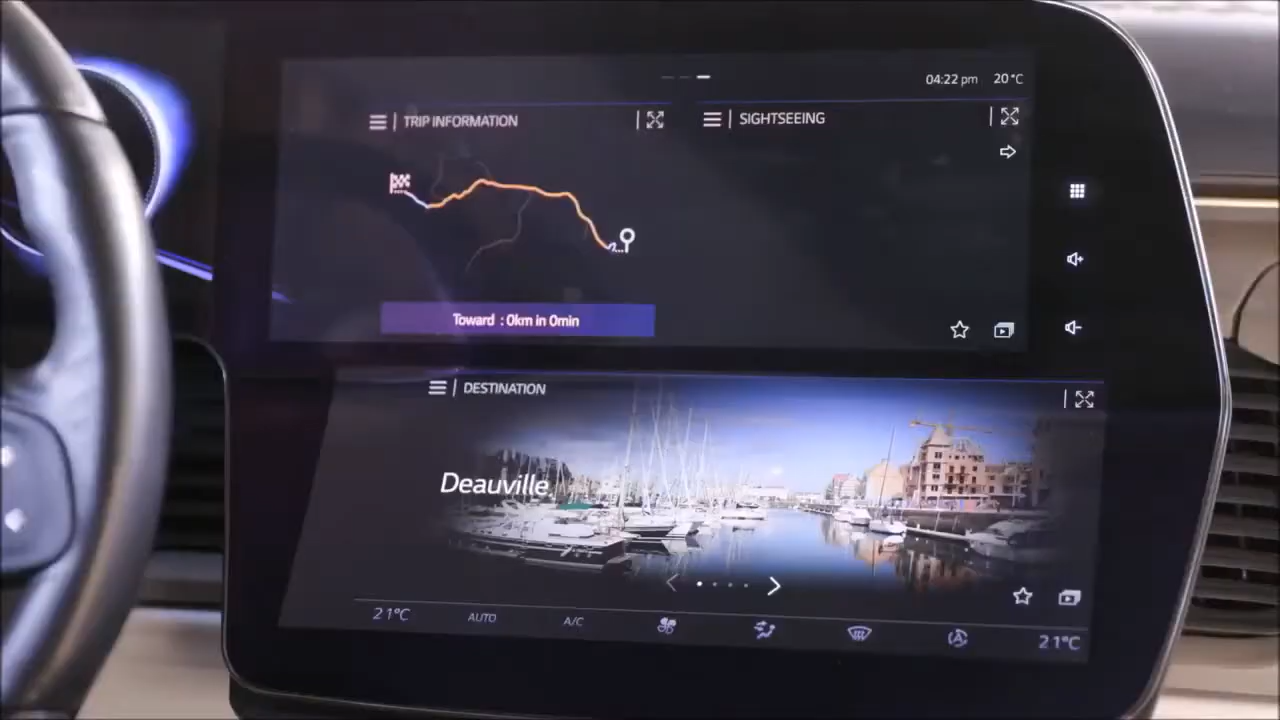 04:22 pm 20°C
TRIP INFORMATION
SIGHTSEEING
Toward : 0km in 0min
DESTINATION
Deauville
21°C AUTO A/C 21°C